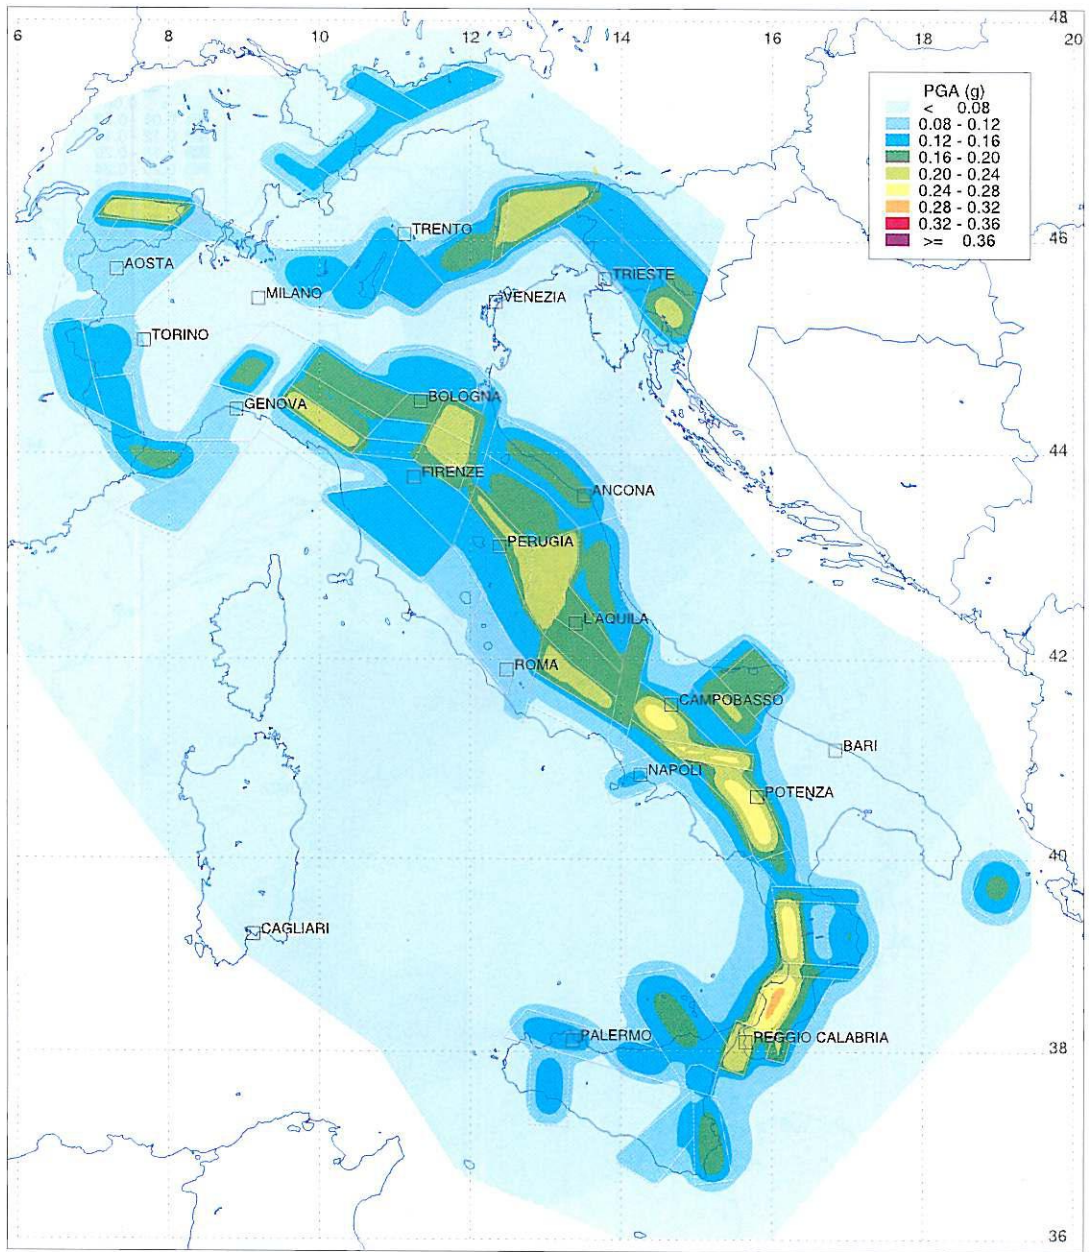 48
6 8 10 12 14 16 18 20
PGA (g)
< 0.08
0.08 - 0.12
0.12 - 0.16
0.16 - 0.20
0.20 - 0.24
0.24 - 0.28
0.28 - 0.32
0.32 - 0.36
>= 0.36
TRENTO
46
AOSTA
TRIESTE
MILANO
VENEZIA
TORINO
BOLOGNA
GENOVA
44
FIRENZE
ANCONA
PERUGIA
L'AQUILA
42
ROMA
CAMPOBASSO
BARI
NAPOLI
POTENZA
40
CAGLIARI
PALERMO
REGGIO CALABRIA
38
36